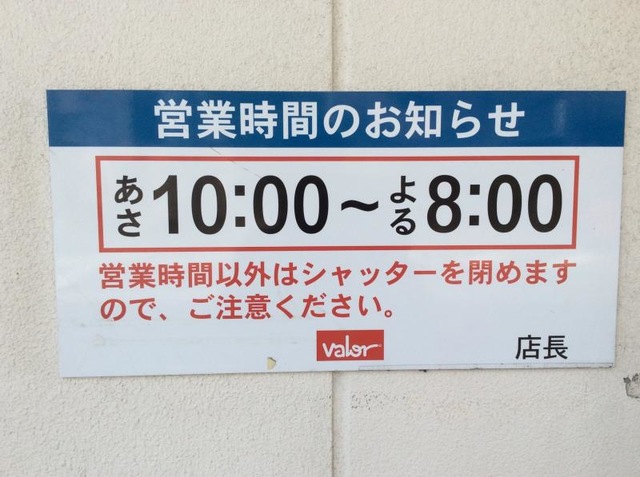 営業時間のお知らせ
あさ10:00～よる8:00
営業時間以外はシャッターを閉めます
ので、ご注意ください。
valor 店長